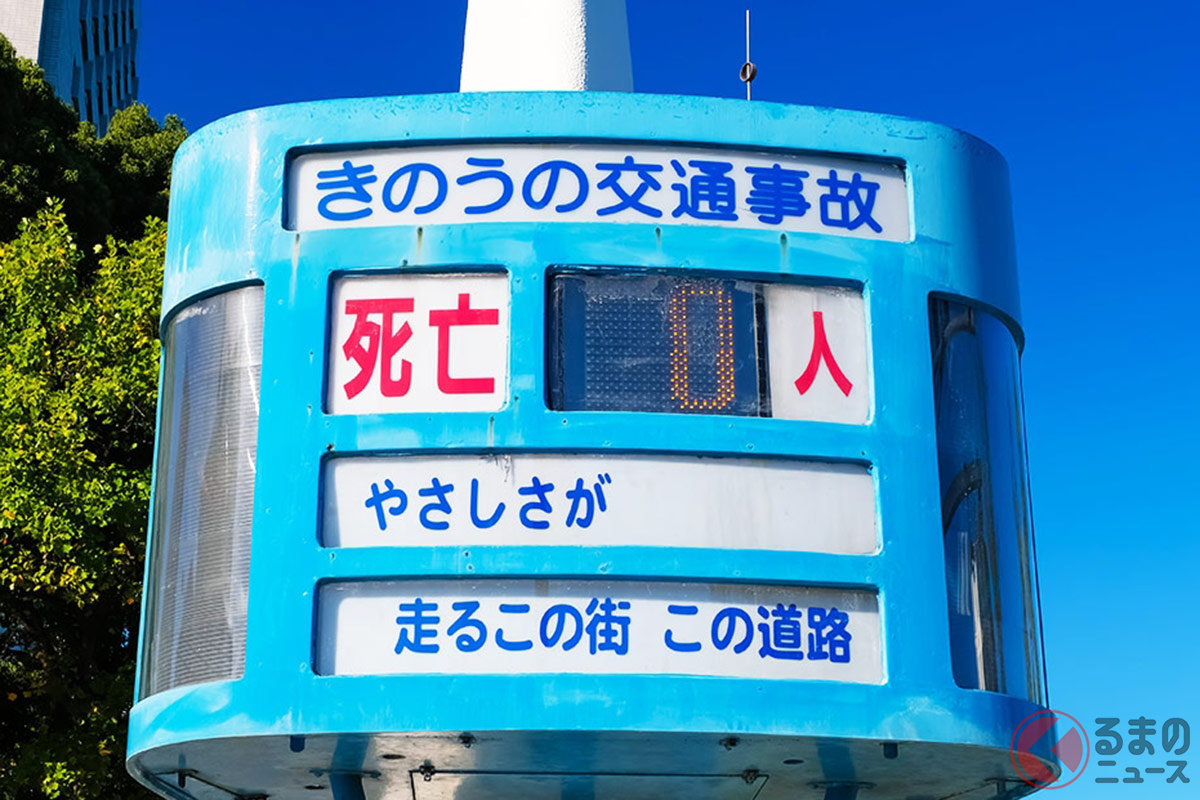 きのうの交通事故
死亡 0 人
やさしさが
走るこの街 この道路
くるまの
ニュース